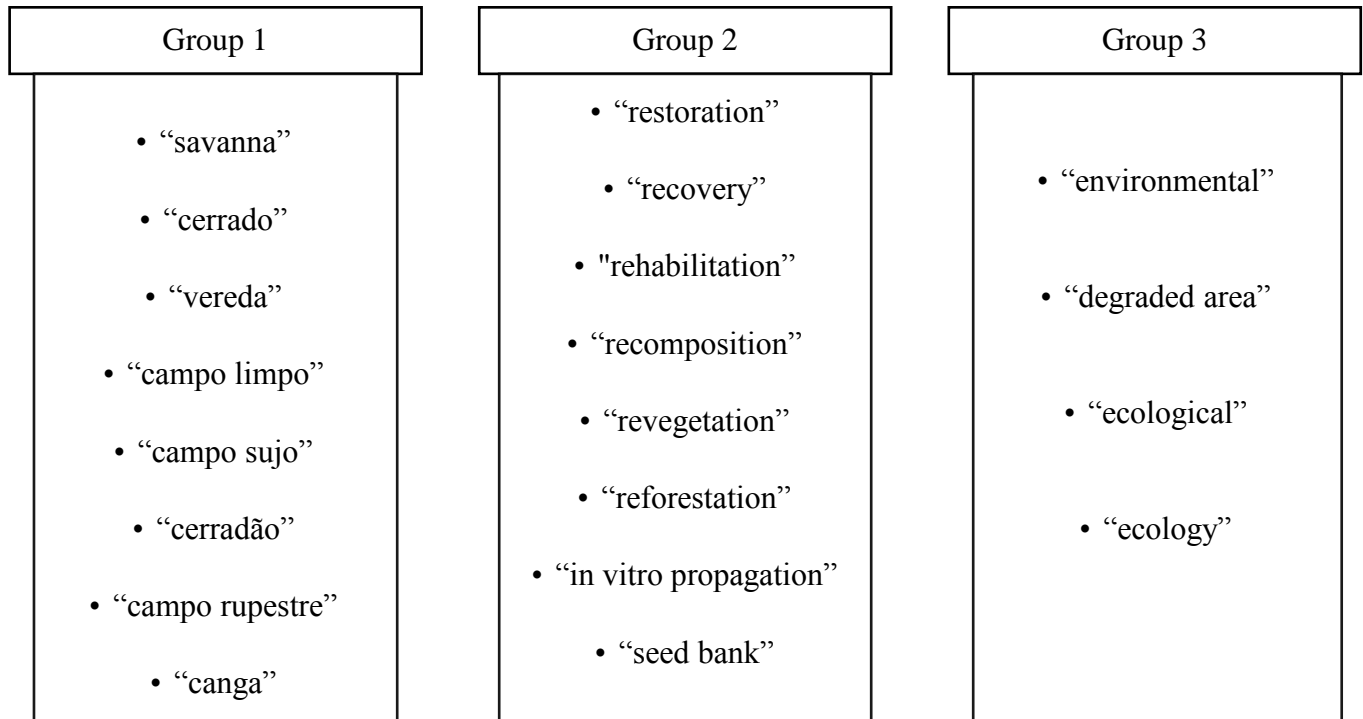 Group 1
• “savanna”
• “cerrado”
• “vereda”
• “campo limpo”
• “campo sujo”
• “cerradão”
• “campo rupestre”
• “canga”
Group 2
• “restoration”
• “recovery”
• "rehabilitation”
• “recomposition”
• “revegetation”
• “reforestation”
• “in vitro propagation”
• “seed bank”
Group 3
• “environmental”
• “degraded area”
• “ecological”
• “ecology”